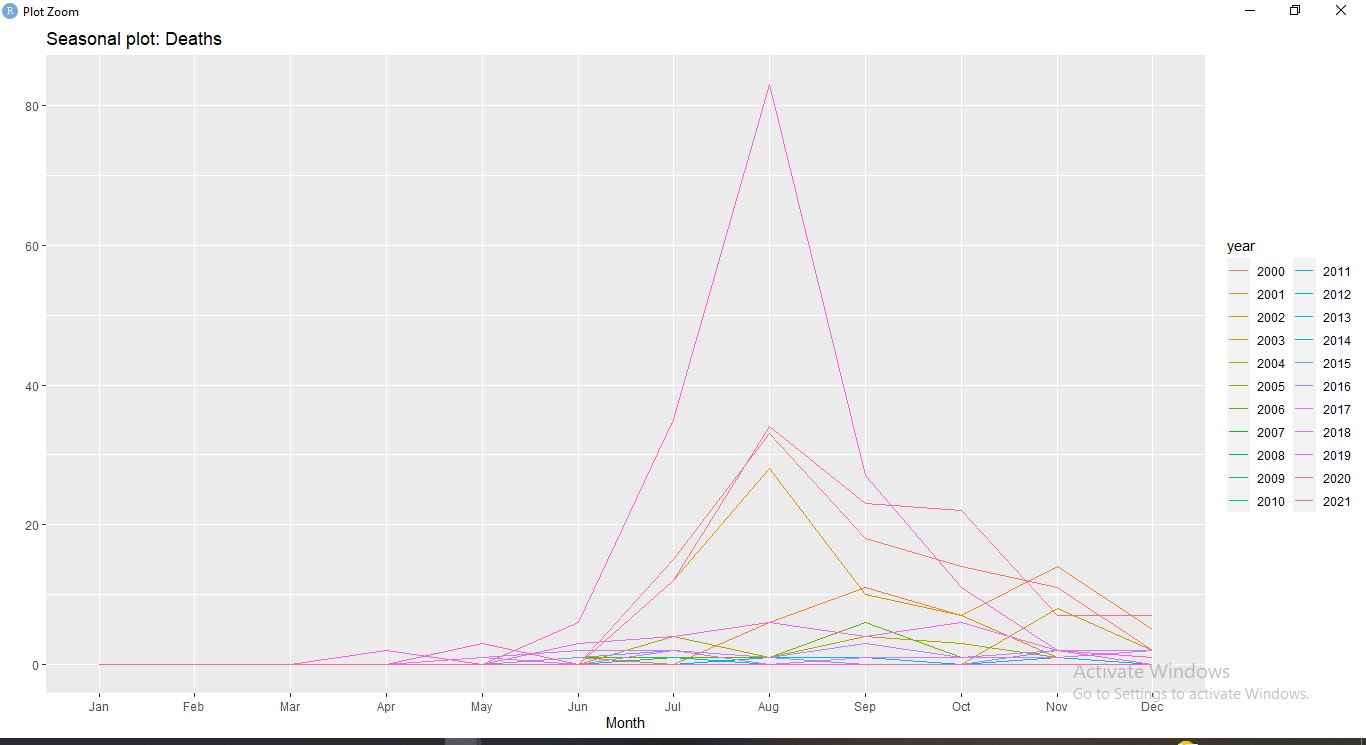 R Plot Zoom
Seasonal plot: Deaths
80
60
40
20
0
Jan Feb Mar Apr May Jun Jul Aug Sep Oct Nov Dec
Month
year
2000 2011
2001 2012
2002 2013
2003 2014
2004 2015
2005 2016
2006 2017
2007 2018
2008 2019
2009 2020
2010 2021
Activate Windows
Go to Settings to activate Windows.